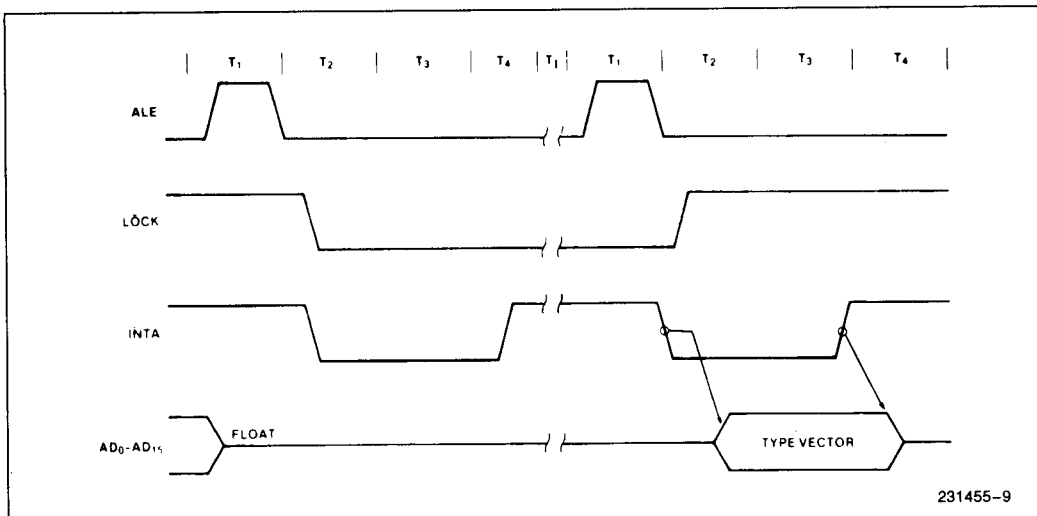 T₁ T₂ T₃ T₄ T₁ T₁ T₂ T₃ T₄
ALE
LOCK
INTA
FLOAT
AD₀-AD₁₅
TYPE VECTOR
231455-9